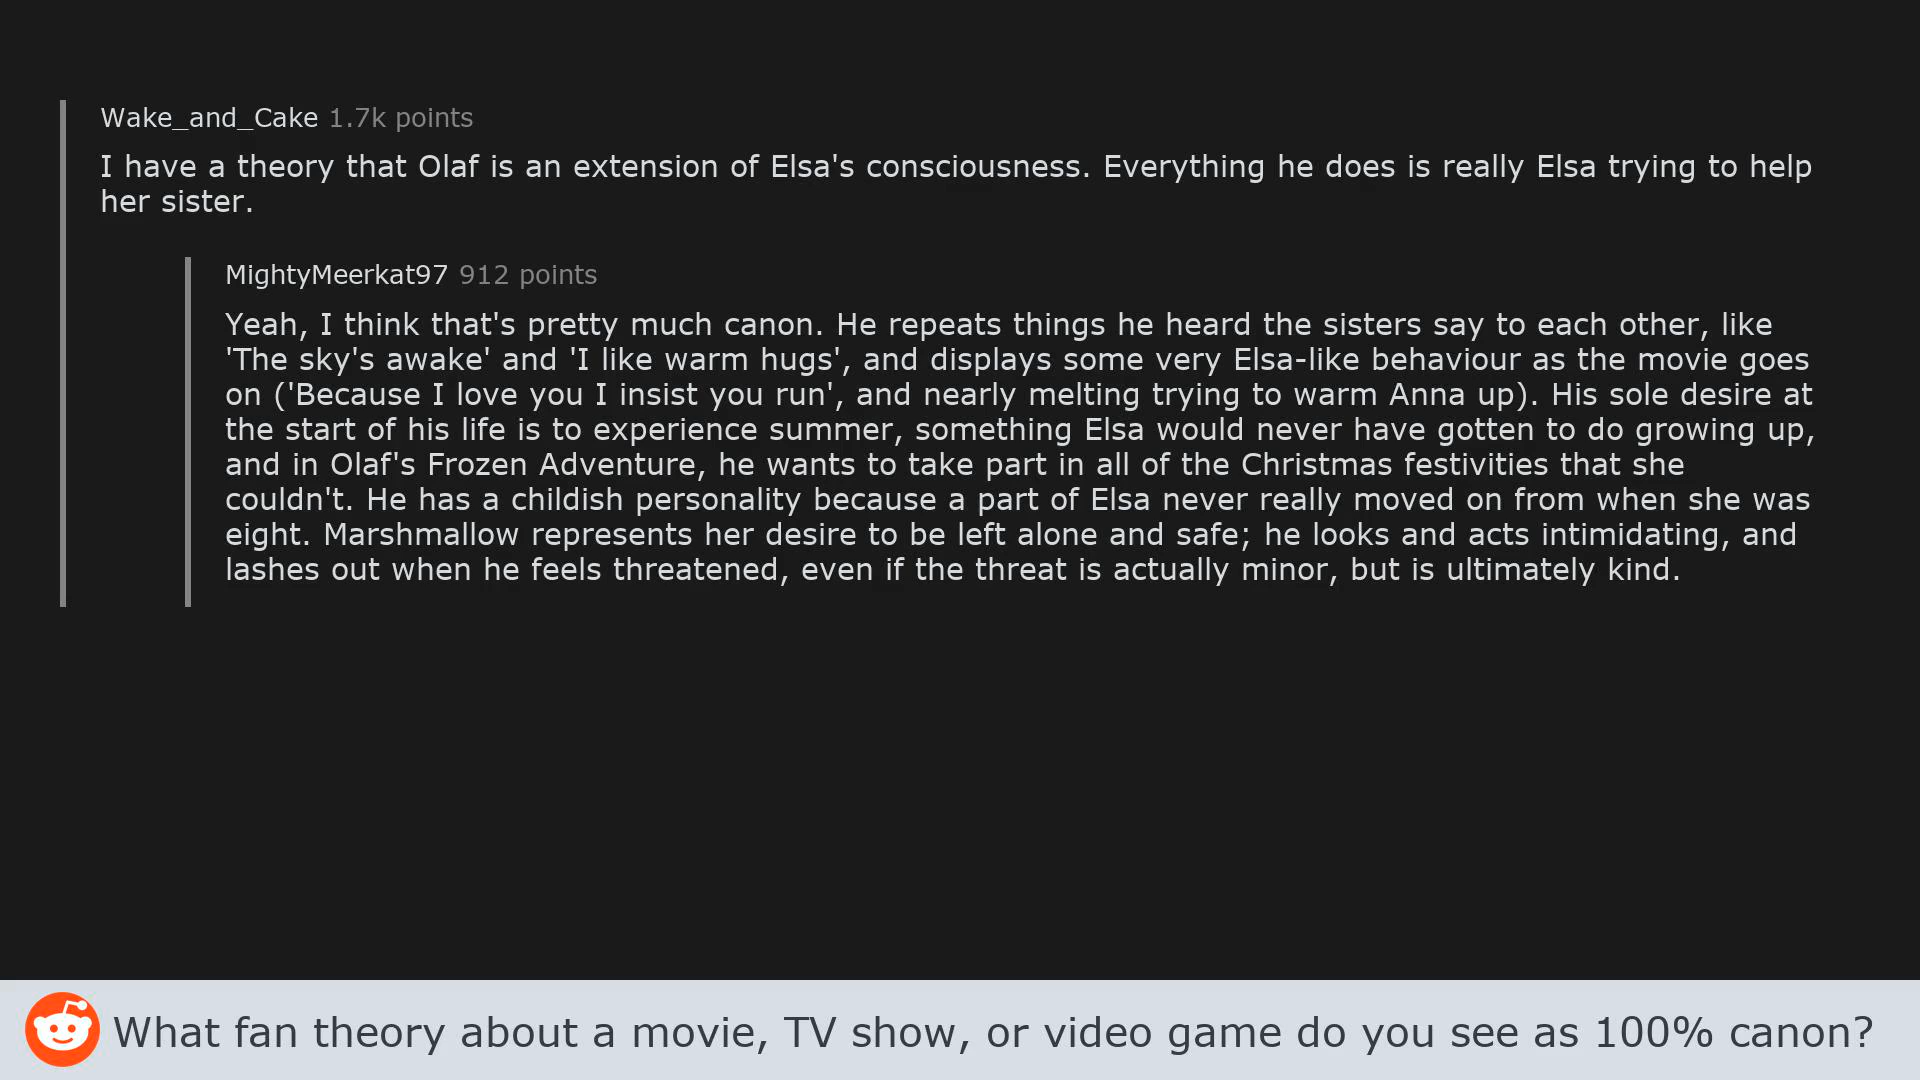 Wake_and_Cake 1.7k points
I have a theory that Olaf is an extension of Elsa's consciousness. Everything he does is really Elsa trying to help
her sister.
MightyMeerkat97 912 points
Yeah, I think that's pretty much canon. He repeats things he heard the sisters say to each other, like
'The sky's awake' and 'I like warm hugs', and displays some very Elsa-like behaviour as the movie goes
on ('Because I love you I insist you run', and nearly melting trying to warm Anna up). His sole desire at
the start of his life is to experience summer, something Elsa would never have gotten to do growing up,
and in Olaf's Frozen Adventure, he wants to take part in all of the Christmas festivities that she
couldn't. He has a childish personality because a part of Elsa never really moved on from when she was
eight. Marshmallow represents her desire to be left alone and safe; he looks and acts intimidating, and
lashes out when he feels threatened, even if the threat is actually minor, but is ultimately kind.
What fan theory about a movie, TV show, or video game do you see as 100% canon?